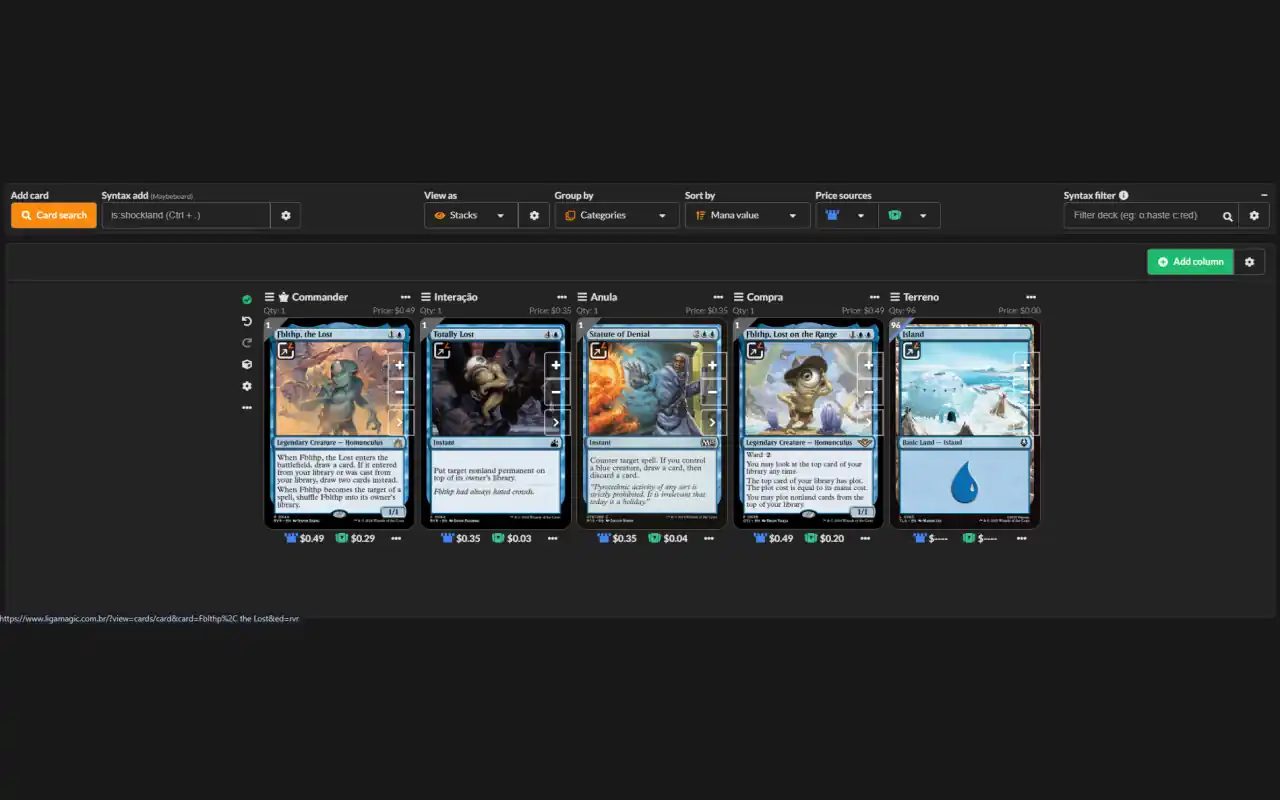 Add card
Syntax add (Maybeboard)
View as
Group by
Sort by
Price sources
Syntax filter
Card search
is:shockland (Ctrl + .)
Stacks
Categories
Mana value
Filter deck (eg: o:haste c:red)
Add column
Commander
Qty: 1
Price: $0.49
1
Fblthp, the Lost
1
Legendary Creature — Homunculus
When Fblthp, the Lost enters the
battlefield, draw a card. If it entered
from your library or was cast from
your library, draw two cards instead.
When Fblthp becomes the target of a
spell, shuffle Fblthp into its owner's
library.
1/1
$0.49
$0.29
Interação
Qty: 1
Price: $0.35
1
Totally Lost
4
Instant
Put target nonland permanent on
top of its owner's library.
Fblthp had always hated crowds.
$0.35
$0.03
Anula
Qty: 1
Price: $0.35
1
Statute of Denial
2
Instant
Counter target spell. If you control
a blue creature, draw a card, then
discard a card.
"Pyrotechnic activity of any sort is
strictly prohibited. It is irrelevant that
today is a holiday."
$0.35
$0.04
Compra
Qty: 1
Price: $0.49
1
Fblthp, Lost on the Range
1
Legendary Creature — Homunculus
Ward 2
You may look at the top card of your
library any time.
The top card of your library has plot.
The plot cost is equal to its mana cost.
You may plot nonland cards from the
top of your library.
1/1
$0.49
$0.20
Terreno
Qty: 96
Price: $0.00
96
Island
Basic Land — Island
$----
$----
https://www.ligamagic.com.br/?view=cards/card&card=Fblthp%2C the Lost&ed=rvr